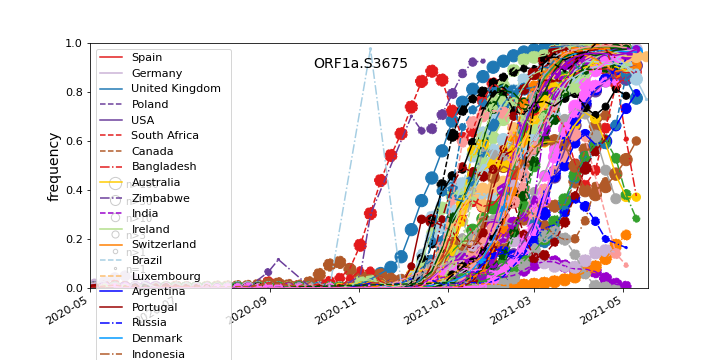 ORF1a.S3675
frequency
1.0
0.8
0.6
0.4
0.2
0.0
2020-05
2020-09
2020-11
2021-01
2021-03
2021-05
Spain
Germany
United Kingdom
Poland
USA
South Africa
Canada
Bangladesh
Australia
Zimbabwe
India
Ireland
Switzerland
Brazil
Luxembourg
Argentina
Portugal
Russia
Denmark
Indonesia